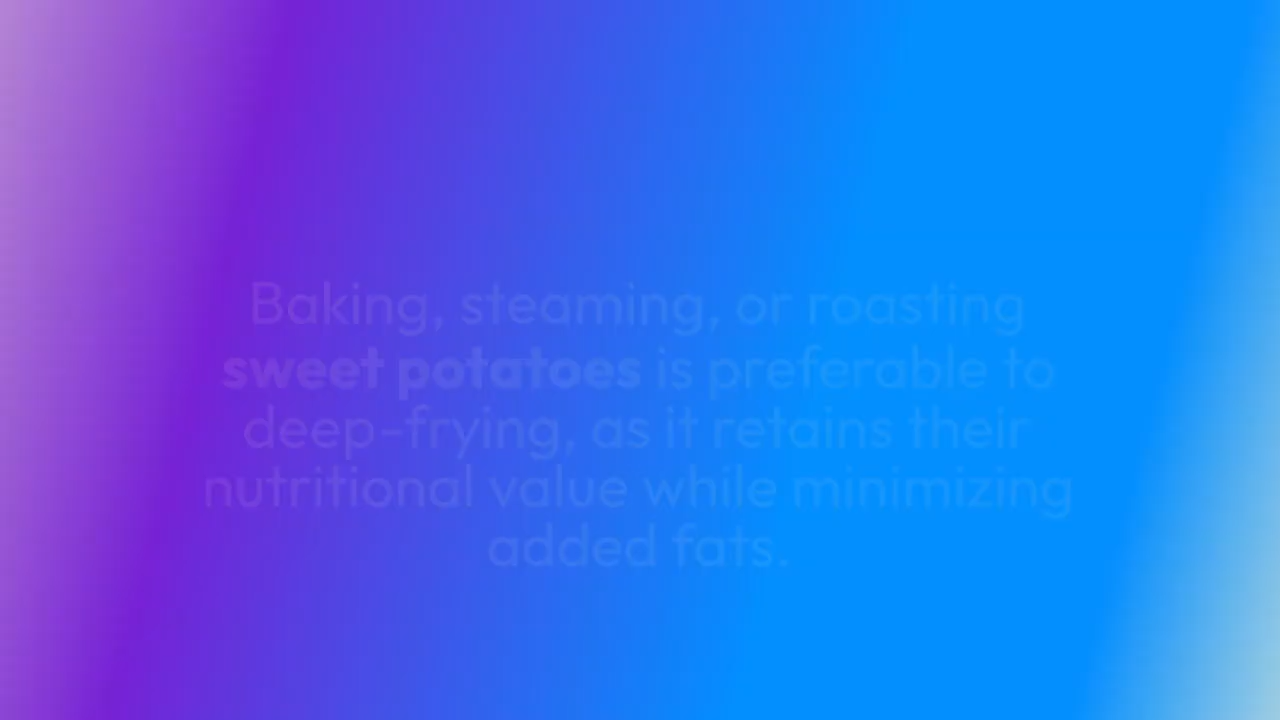 Baking, steaming, or roasting
sweet potatoes is preferable to
deep-frying, as it retains their
nutritional value while minimizing
added fats.